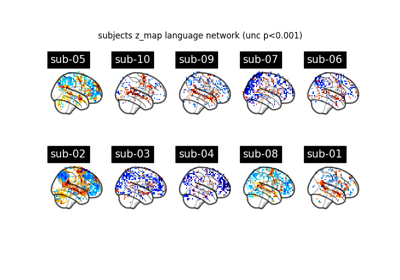 subjects z_map language network (unc p<0.001)
sub-05 sub-10 sub-09 sub-07 sub-06
sub-02 sub-03 sub-04 sub-08 sub-01